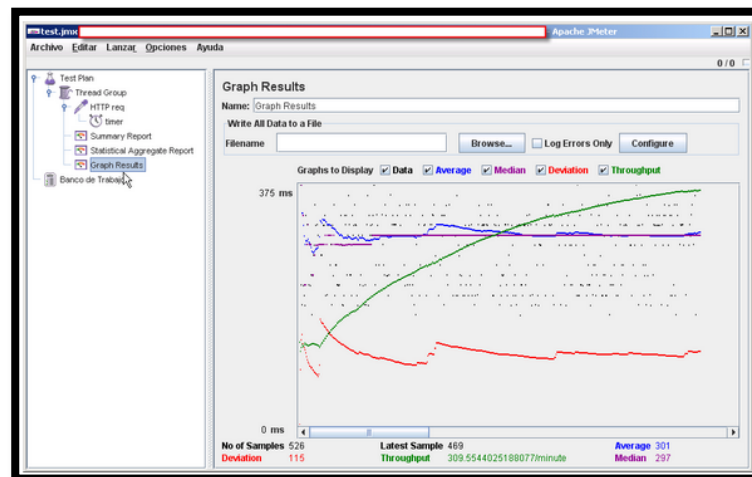 test.jmx - Apache JMeter
Archivo Editar Lanzar Opciones Ayuda
0 / 0
Test Plan
Thread Group
HTTP req
timer
Summary Report
Statistical Aggregate Report
Graph Results
Banco de Trabajo
Graph Results
Name: Graph Results
Write All Data to a File
Filename Browse... Log Errors Only Configure
Graphs to Display Data Average Median Deviation Throughput
375 ms
0 ms
No of Samples 526 Latest Sample 469 Average 301
Deviation 115 Throughput 309.5544025188077/minute Median 297